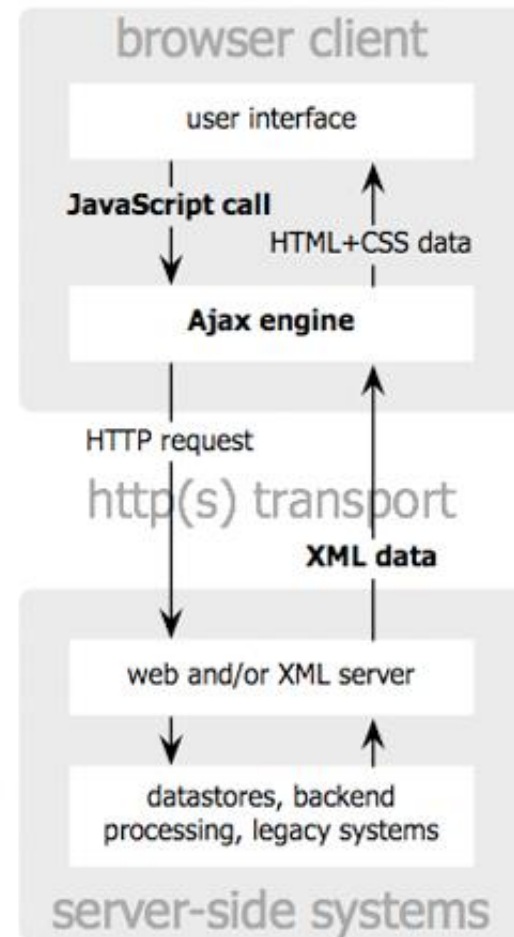 browser client
user interface
JavaScript call
HTML+CSS data
Ajax engine
HTTP request
http(s) transport
XML data
web and/or XML server
datastores, backend
processing, legacy systems
server-side systems